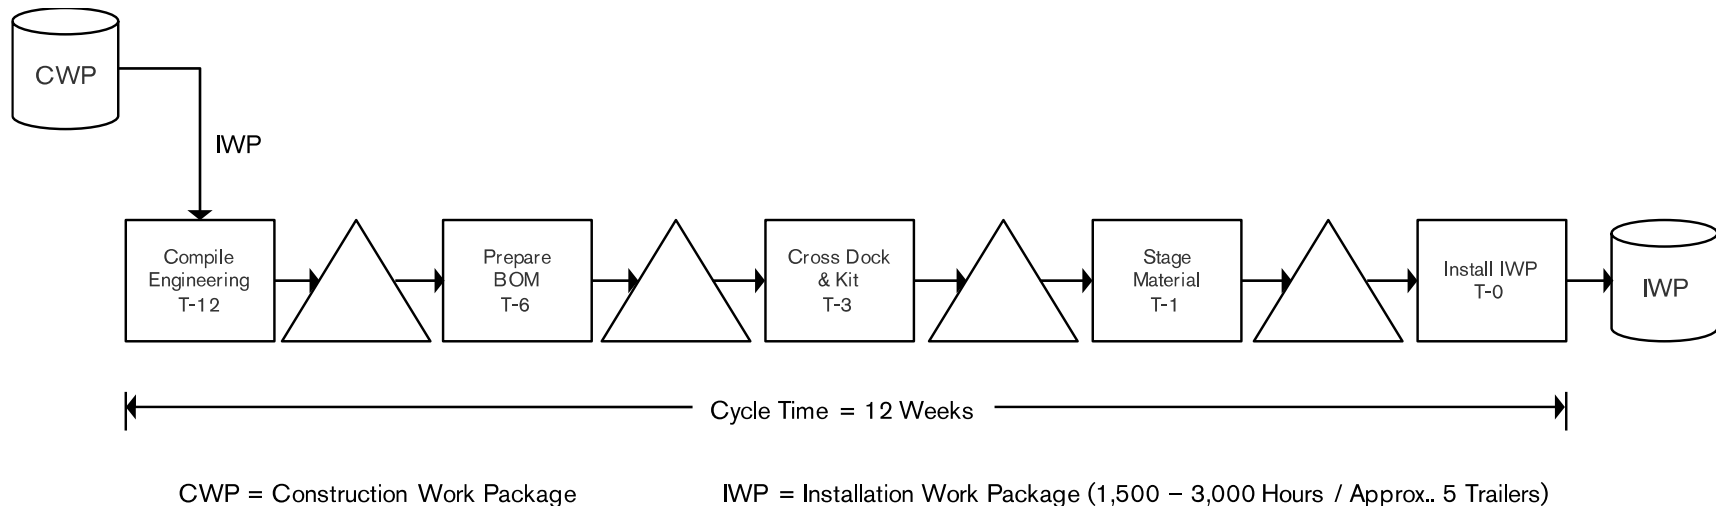 CWP
IWP
Compile
Engineering
T-12
Prepare
BOM
T-6
Cross Dock
& Kit
T-3
Stage
Material
T-1
Install IWP
T-0
IWP
Cycle Time = 12 Weeks
CWP = Construction Work Package
IWP = Installation Work Package (1,500 – 3,000 Hours / Approx.. 5 Trailers)